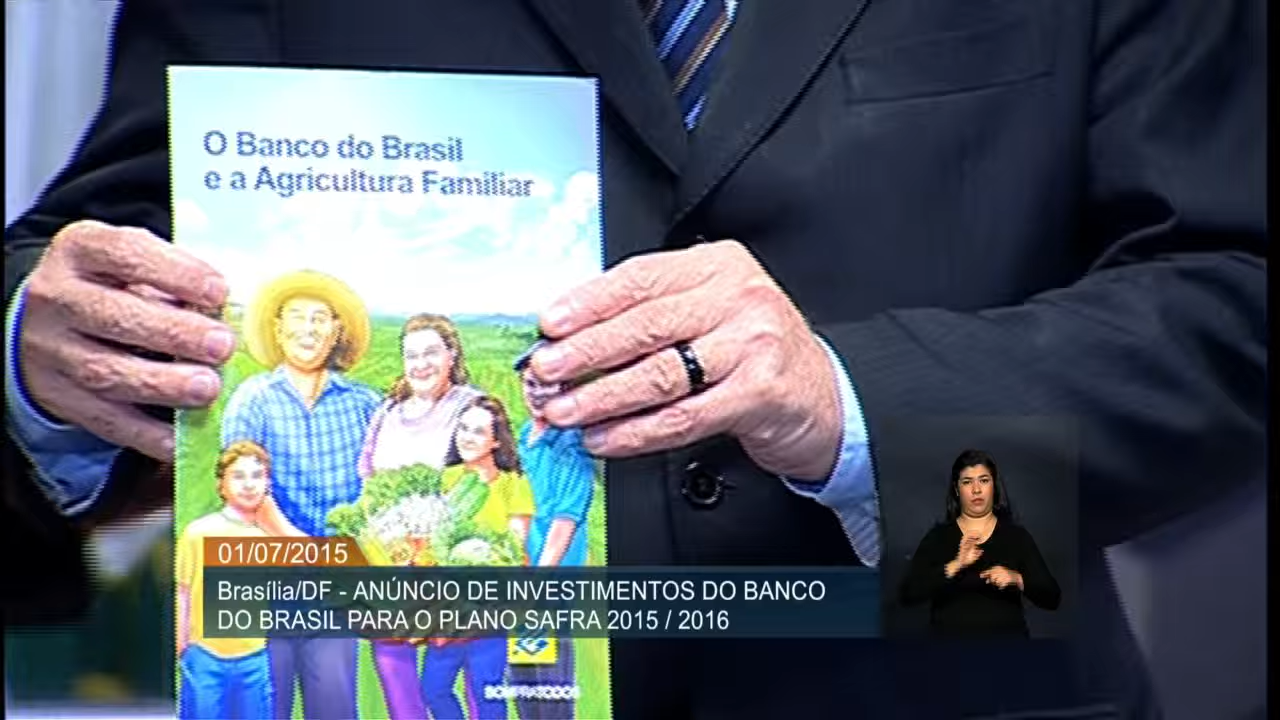 O Banco do Brasil
e a Agricultura Familiar
01/07/2015
Brasília/DF - ANÚNCIO DE INVESTIMENTOS DO BANCO
DO BRASIL PARA O PLANO SAFRA 2015 / 2016
BOMPRATODOS